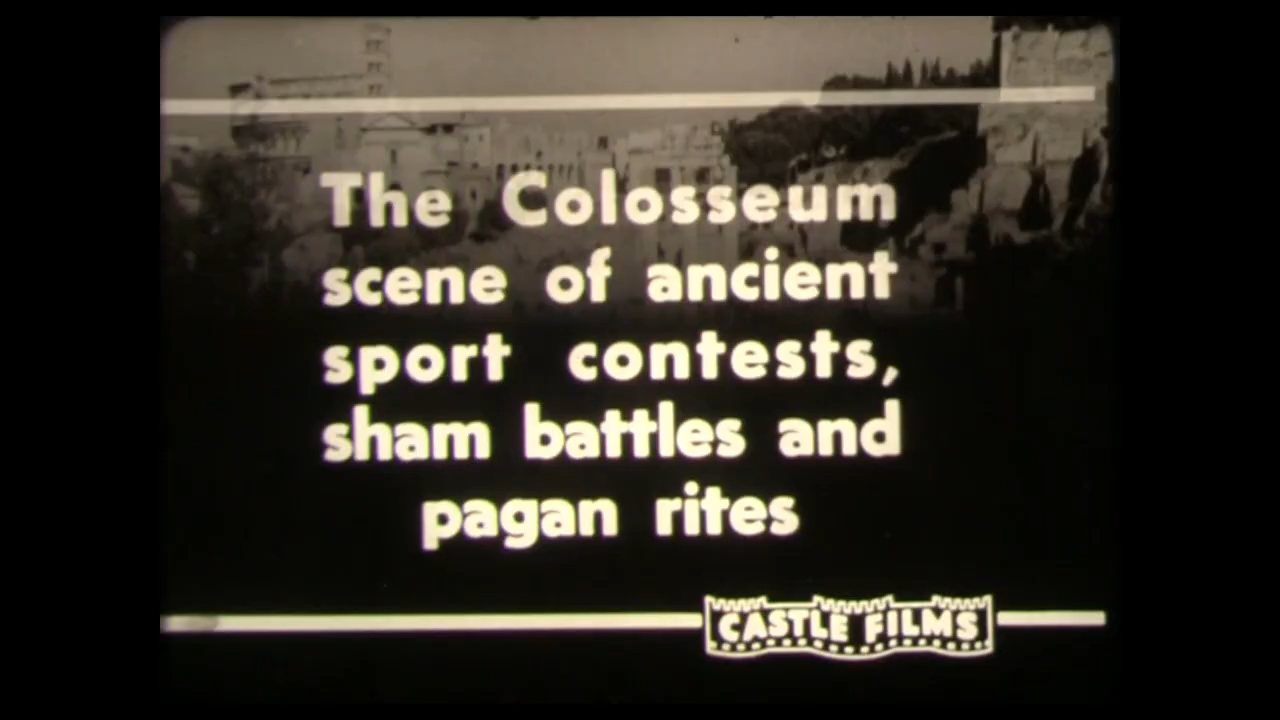 The Colosseum
scene of ancient
sport contests,
sham battles and
pagan rites
CASTLE FILMS